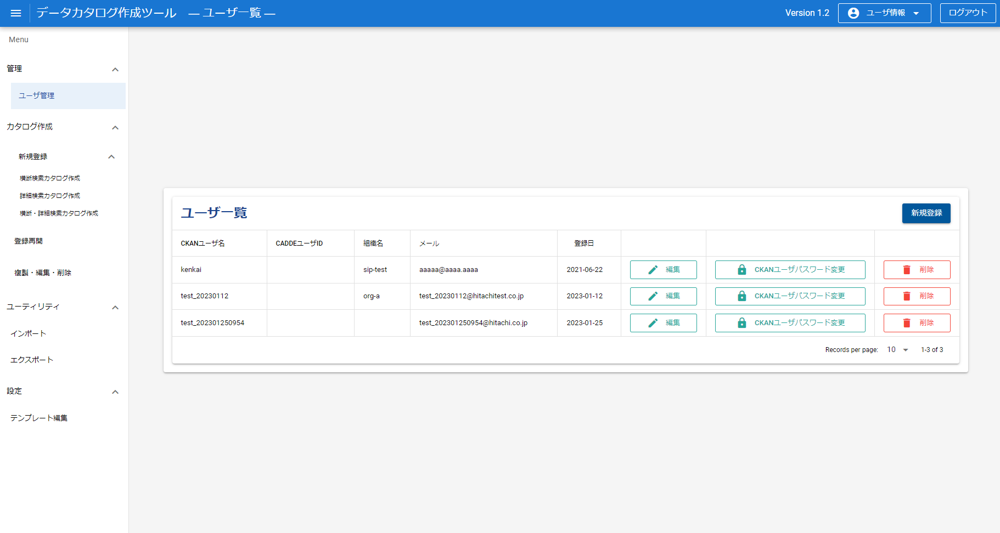 データカタログ作成ツール — ユーザ一覧 —
Version 1.2
ユーザ情報
ログアウト
Menu
管理
ユーザ管理
カタログ作成
新規登録
横断検索カタログ作成
詳細検索カタログ作成
横断・詳細検索カタログ作成
登録再開
複製・編集・削除
ユーティリティ
インポート
エクスポート
設定
テンプレート編集
ユーザ一覧
新規登録
CKANユーザ名 CADDEユーザID 組織名 メール 登録日
kenkai sip-test aaaaa@aaaa.aaaa 2021-06-22 編集 CKANユーザパスワード変更 削除
test_20230112 org-a test_20230112@hitachitest.co.jp 2023-01-12 編集 CKANユーザパスワード変更 削除
test_202301250954 test_202301250954@hitachi.co.jp 2023-01-25 編集 CKANユーザパスワード変更 削除
Records per page: 10 1-3 of 3